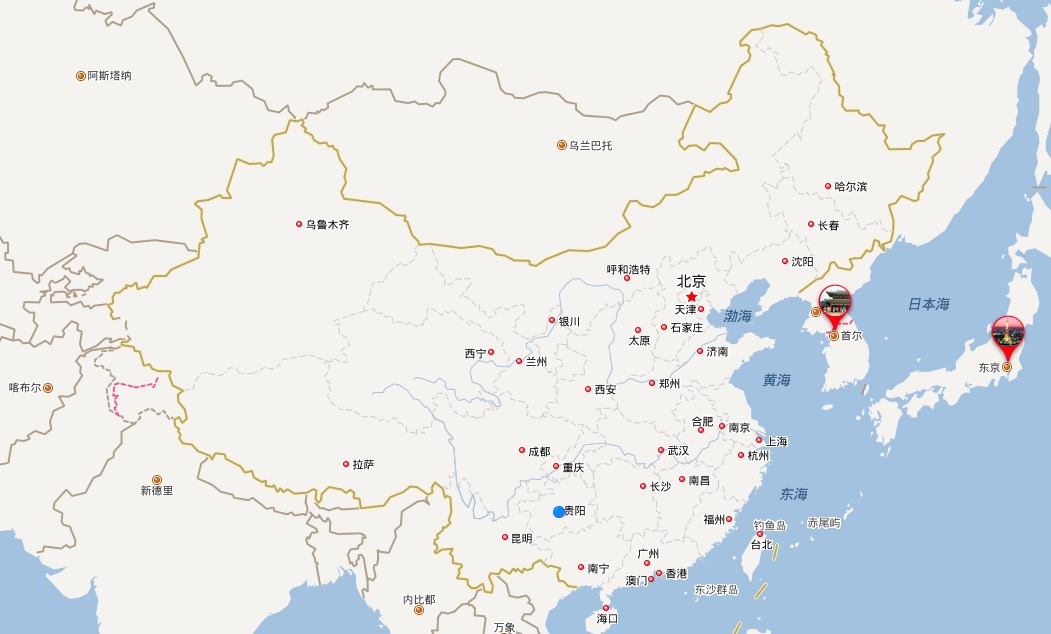 阿斯塔纳
乌兰巴托
哈尔滨
乌鲁木齐
长春
沈阳
呼和浩特
北京
天津
渤海
日本海
银川
石家庄
太原
首尔
西宁
兰州
济南
东京
喀布尔
西安
郑州
黄海
合肥
南京
上海
成都
武汉
杭州
拉萨
重庆
新德里
长沙
南昌
东海
贵阳
福州
钓鱼岛
赤尾屿
昆明
台北
广州
南宁
澳门
香港
东沙群岛
内比都
海口
万象